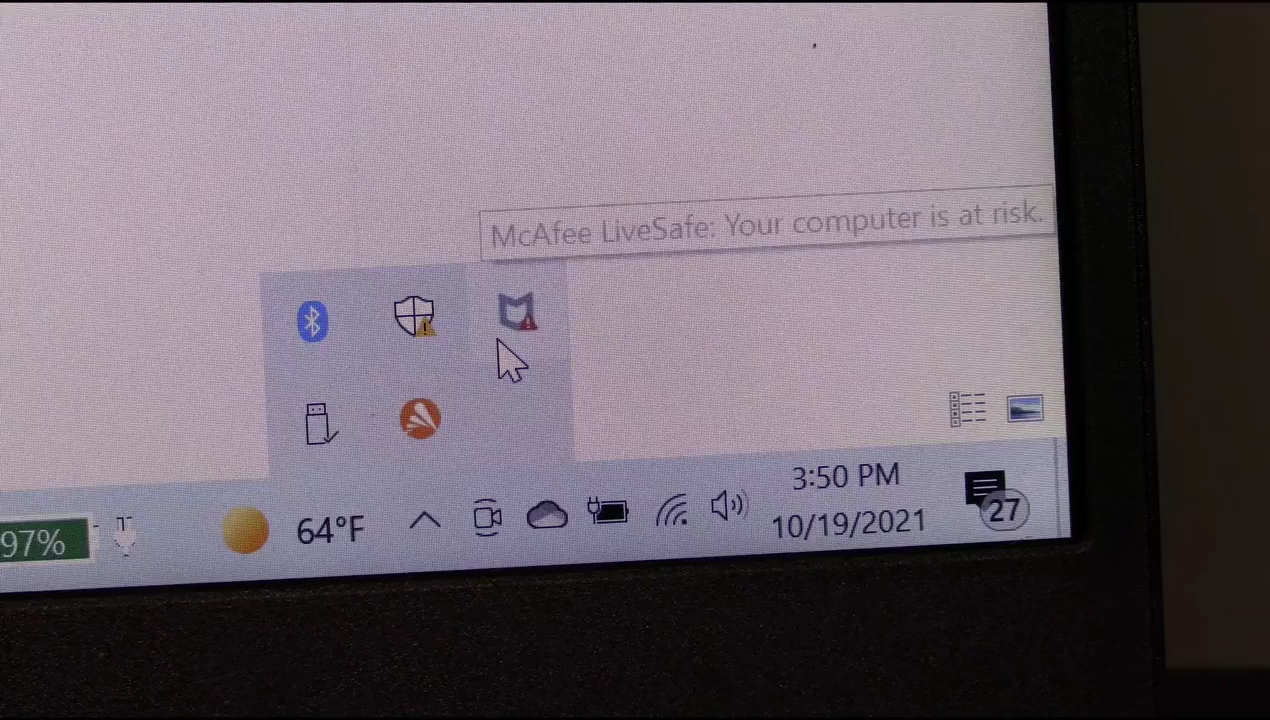 McAfee LiveSafe: Your computer is at risk.
97%
64°F
3:50 PM
10/19/2021
27